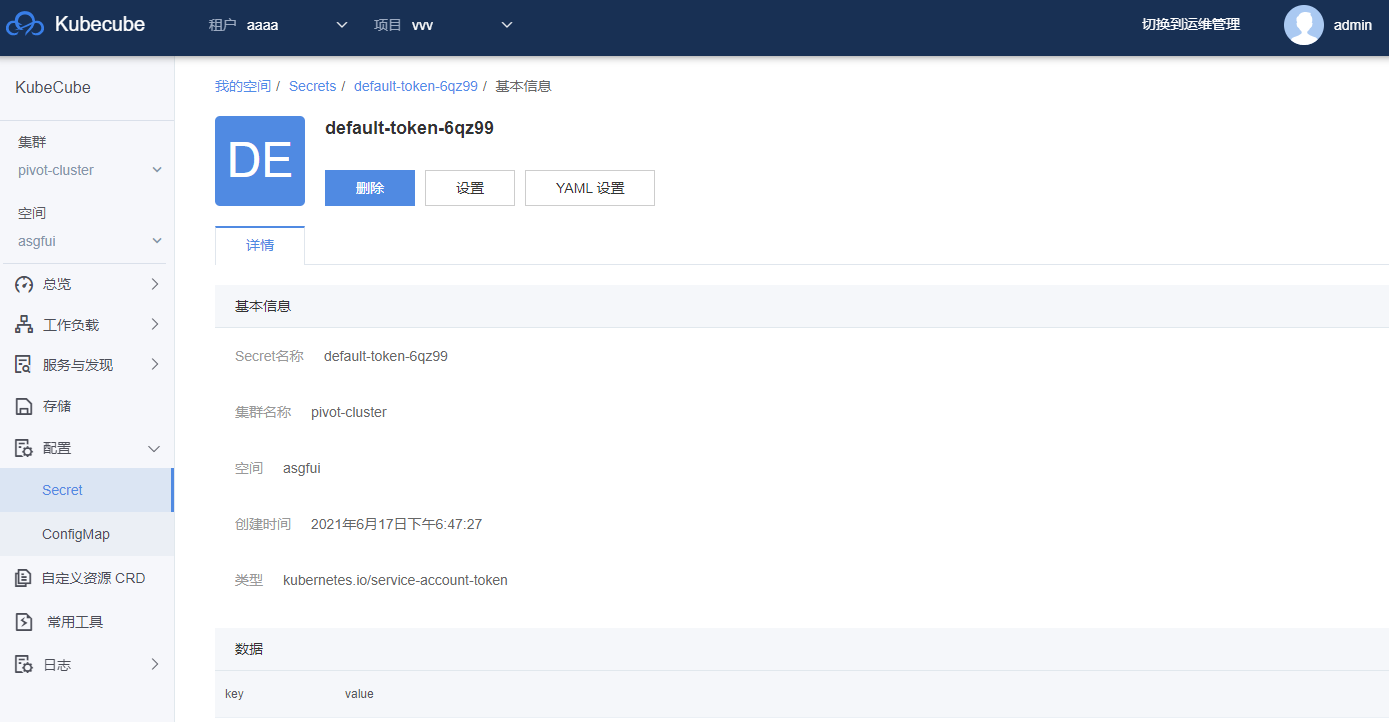 Kubecube 租户 aaaa 项目 vvv 切换到运维管理 admin
KubeCube
集群
pivot-cluster
空间
asgfui
总览
工作负载
服务与发现
存储
配置
Secret
ConfigMap
自定义资源 CRD
常用工具
日志
我的空间 / Secrets / default-token-6qz99 / 基本信息
DE
default-token-6qz99
删除 设置 YAML 设置
详情
基本信息
Secret名称 default-token-6qz99
集群名称 pivot-cluster
空间 asgfui
创建时间 2021年6月17日下午6:47:27
类型 kubernetes.io/service-account-token
数据
key value